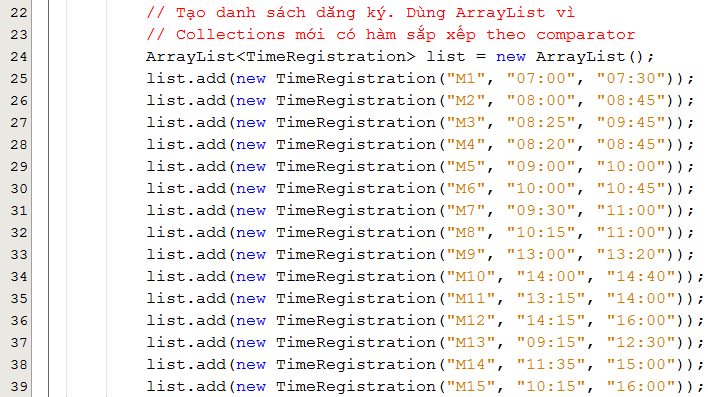 22 // Tạo danh sách dăng ký. Dùng ArrayList vì
23 // Collections mới có hàm sắp xếp theo comparator
24 ArrayList<TimeRegistration> list = new ArrayList();
25 list.add(new TimeRegistration("M1", "07:00", "07:30"));
26 list.add(new TimeRegistration("M2", "08:00", "08:45"));
27 list.add(new TimeRegistration("M3", "08:25", "09:45"));
28 list.add(new TimeRegistration("M4", "08:20", "08:45"));
29 list.add(new TimeRegistration("M5", "09:00", "10:00"));
30 list.add(new TimeRegistration("M6", "10:00", "10:45"));
31 list.add(new TimeRegistration("M7", "09:30", "11:00"));
32 list.add(new TimeRegistration("M8", "10:15", "11:00"));
33 list.add(new TimeRegistration("M9", "13:00", "13:20"));
34 list.add(new TimeRegistration("M10", "14:00", "14:40"));
35 list.add(new TimeRegistration("M11", "13:15", "14:00"));
36 list.add(new TimeRegistration("M12", "14:15", "16:00"));
37 list.add(new TimeRegistration("M13", "09:15", "12:30"));
38 list.add(new TimeRegistration("M14", "11:35", "15:00"));
39 list.add(new TimeRegistration("M15", "10:15", "16:00"));